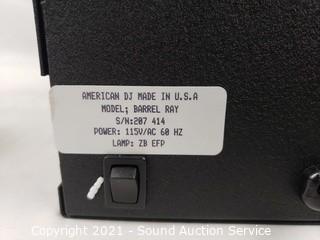 AMERICAN DJ MADE IN U.S.A
MODEL; BARREL RAY
S/N:207 414
POWER: 115V/AC 60 HZ
LAMP: ZB EFP
Copyright 2021 - Sound Auction Service